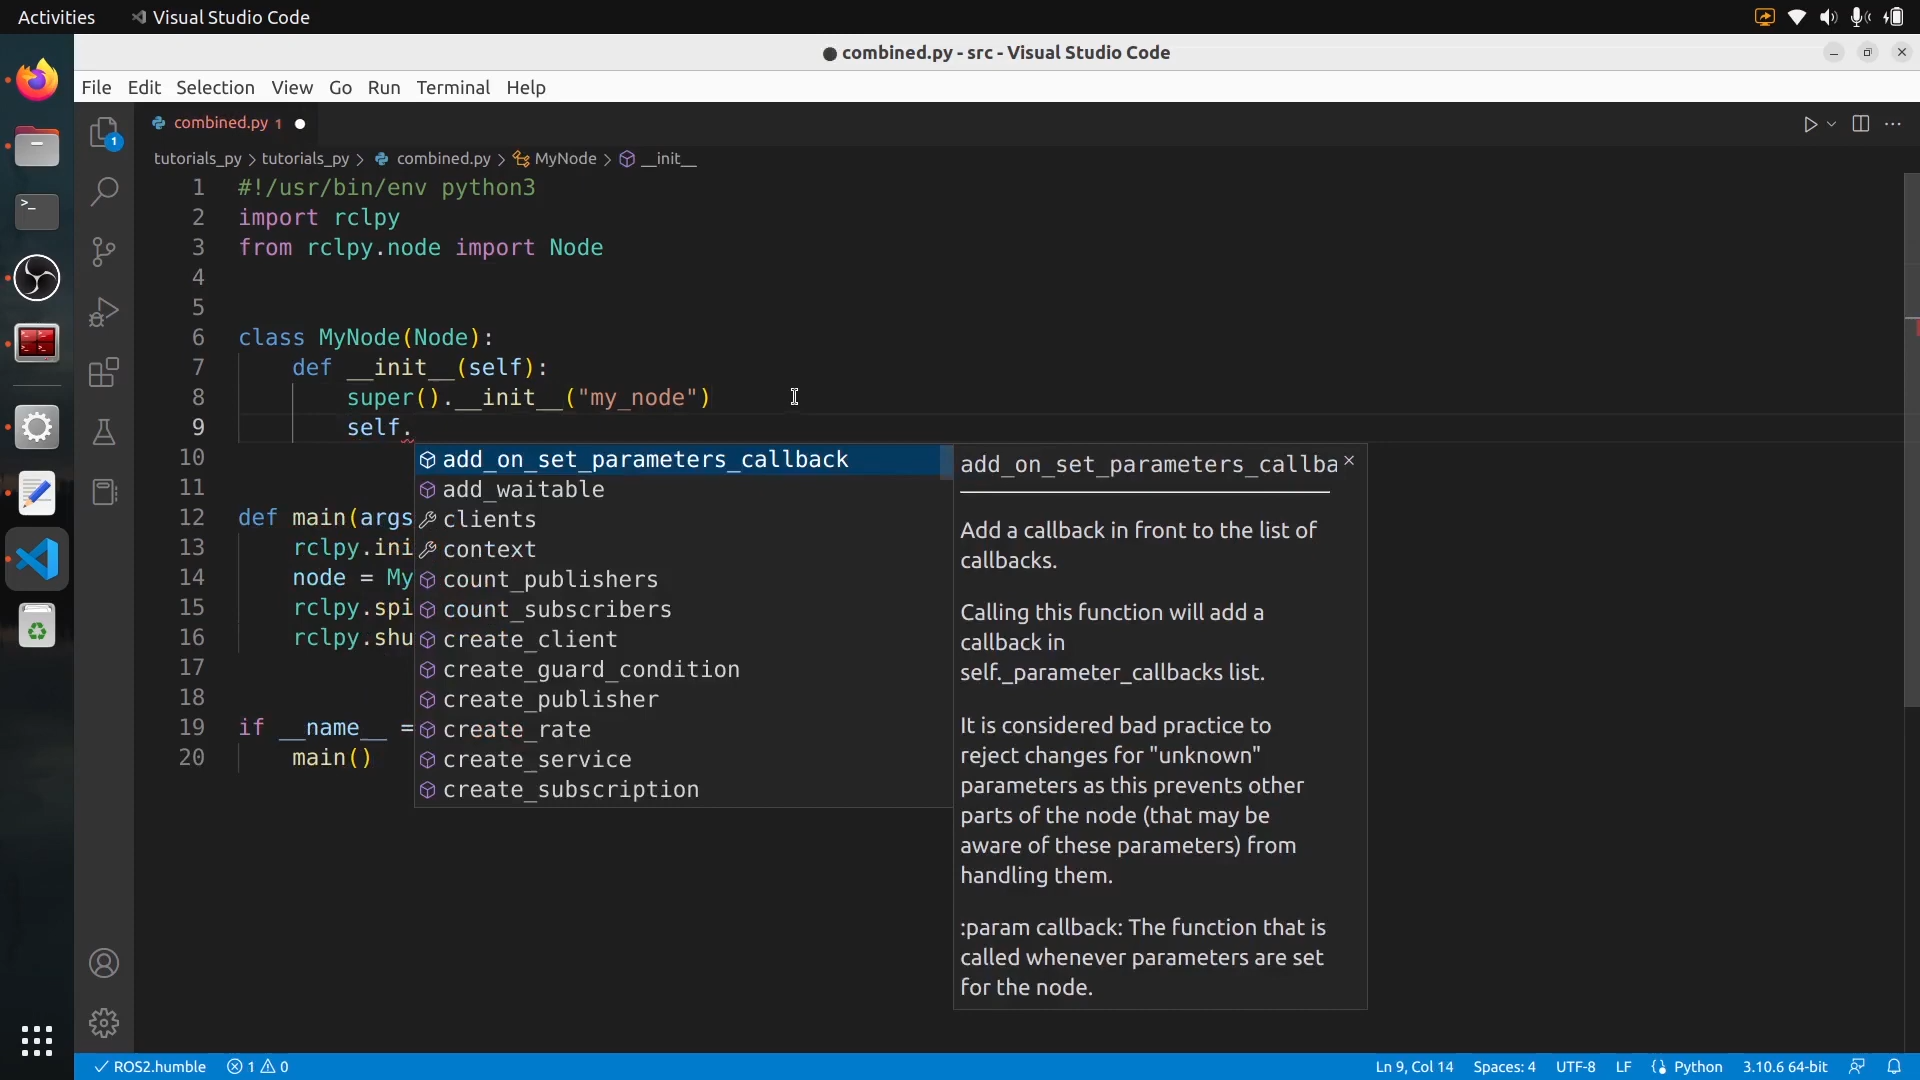 Activities
Visual Studio Code
combined.py - src - Visual Studio Code
File Edit Selection View Go Run Terminal Help
combined.py 1
tutorials_py > tutorials_py > combined.py > MyNode > __init__
1
1 #!/usr/bin/env python3
2 import rclpy
3 from rclpy.node import Node
4
5
6 class MyNode(Node):
7 def __init__(self):
8 super().__init__("my_node")
9 self.
10
11
12 def main(args
13 rclpy.ini
14 node = My
15 rclpy.spi
16 rclpy.shu
17
18
19 if __name__ =
20 main()
add_on_set_parameters_callback
add_waitable
clients
context
count_publishers
count_subscribers
create_client
create_guard_condition
create_publisher
create_rate
create_service
create_subscription
add_on_set_parameters_callba
Add a callback in front to the list of
callbacks.
Calling this function will add a
callback in
self._parameter_callbacks list.
It is considered bad practice to
reject changes for "unknown"
parameters as this prevents other
parts of the node (that may be
aware of these parameters) from
handling them.
:param callback: The function that is
called whenever parameters are set
for the node.
ROS2.humble 1 0 Ln 9, Col 14 Spaces: 4 UTF-8 LF Python 3.10.6 64-bit